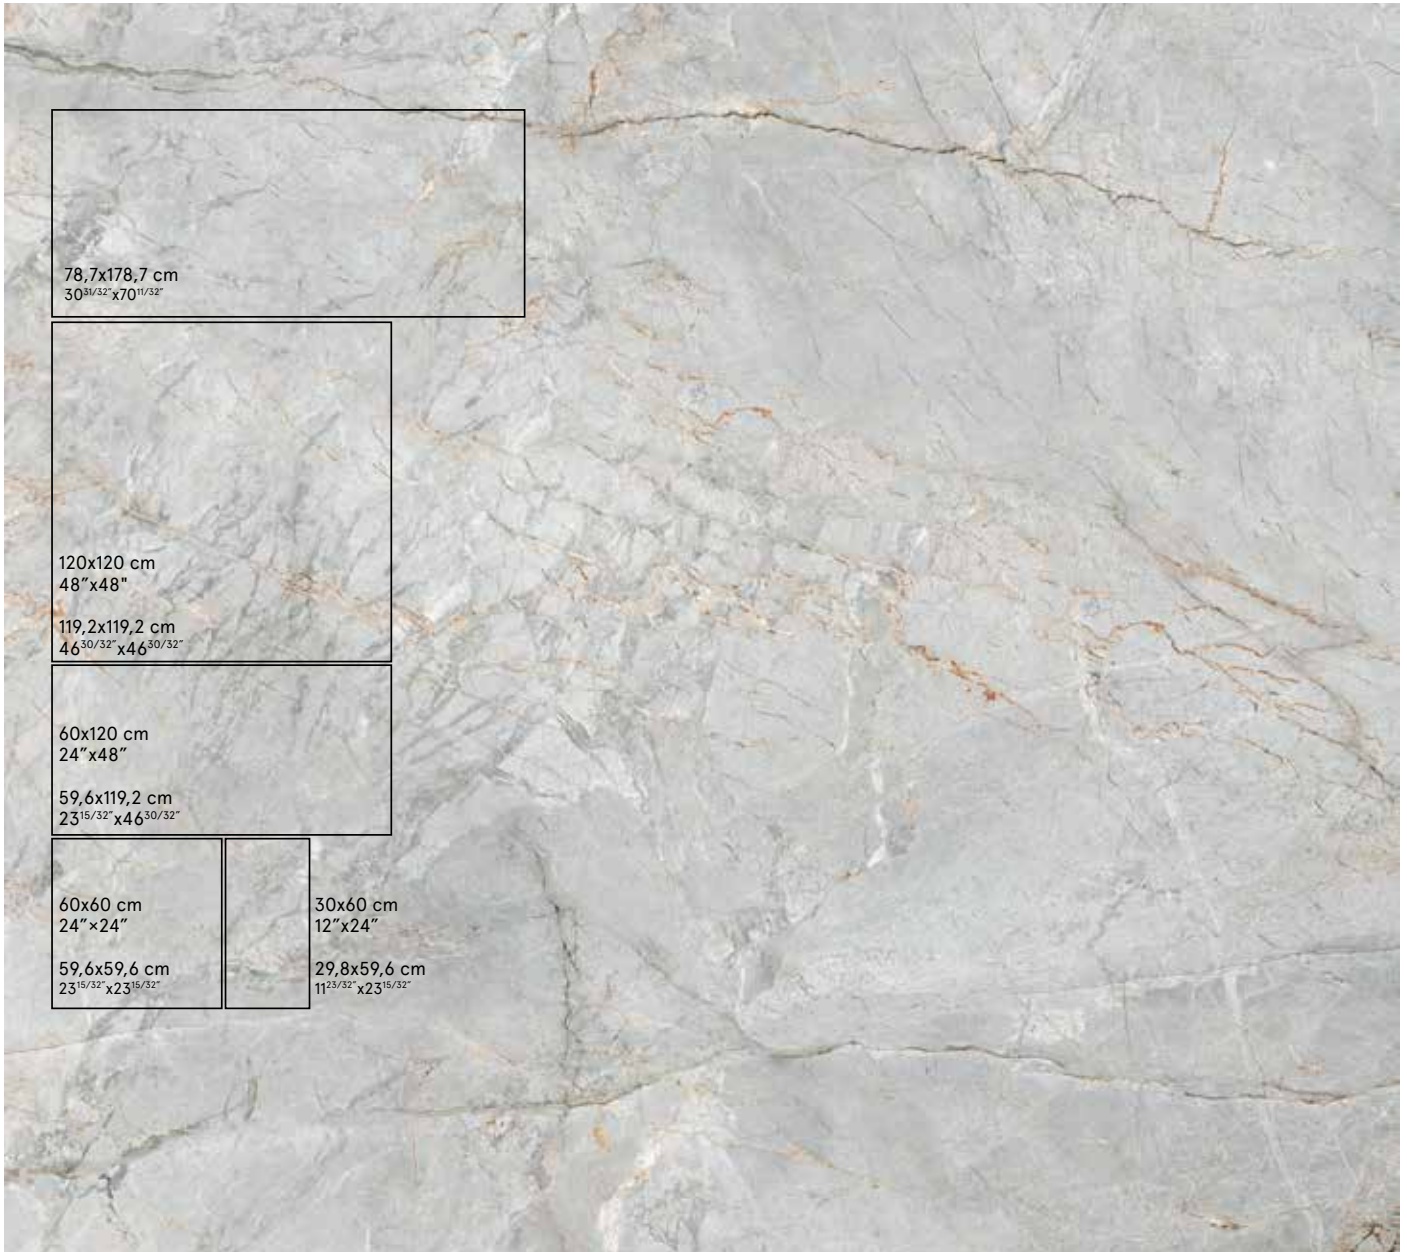 78,7x178,7 cm
30³¹/³²″x70¹¹/³²″
120x120 cm
48″x48"
119,2x119,2 cm
46³⁰/³²″x46³⁰/³²″
60x120 cm
24″x48″
59,6x119,2 cm
23¹⁵/³²″x46³⁰/³²″
60x60 cm
24″×24″
59,6x59,6 cm
23¹⁵/³²″x23¹⁵/³²″
30x60 cm
12″x24″
29,8x59,6 cm
11²³/³²″x23¹⁵/³²″